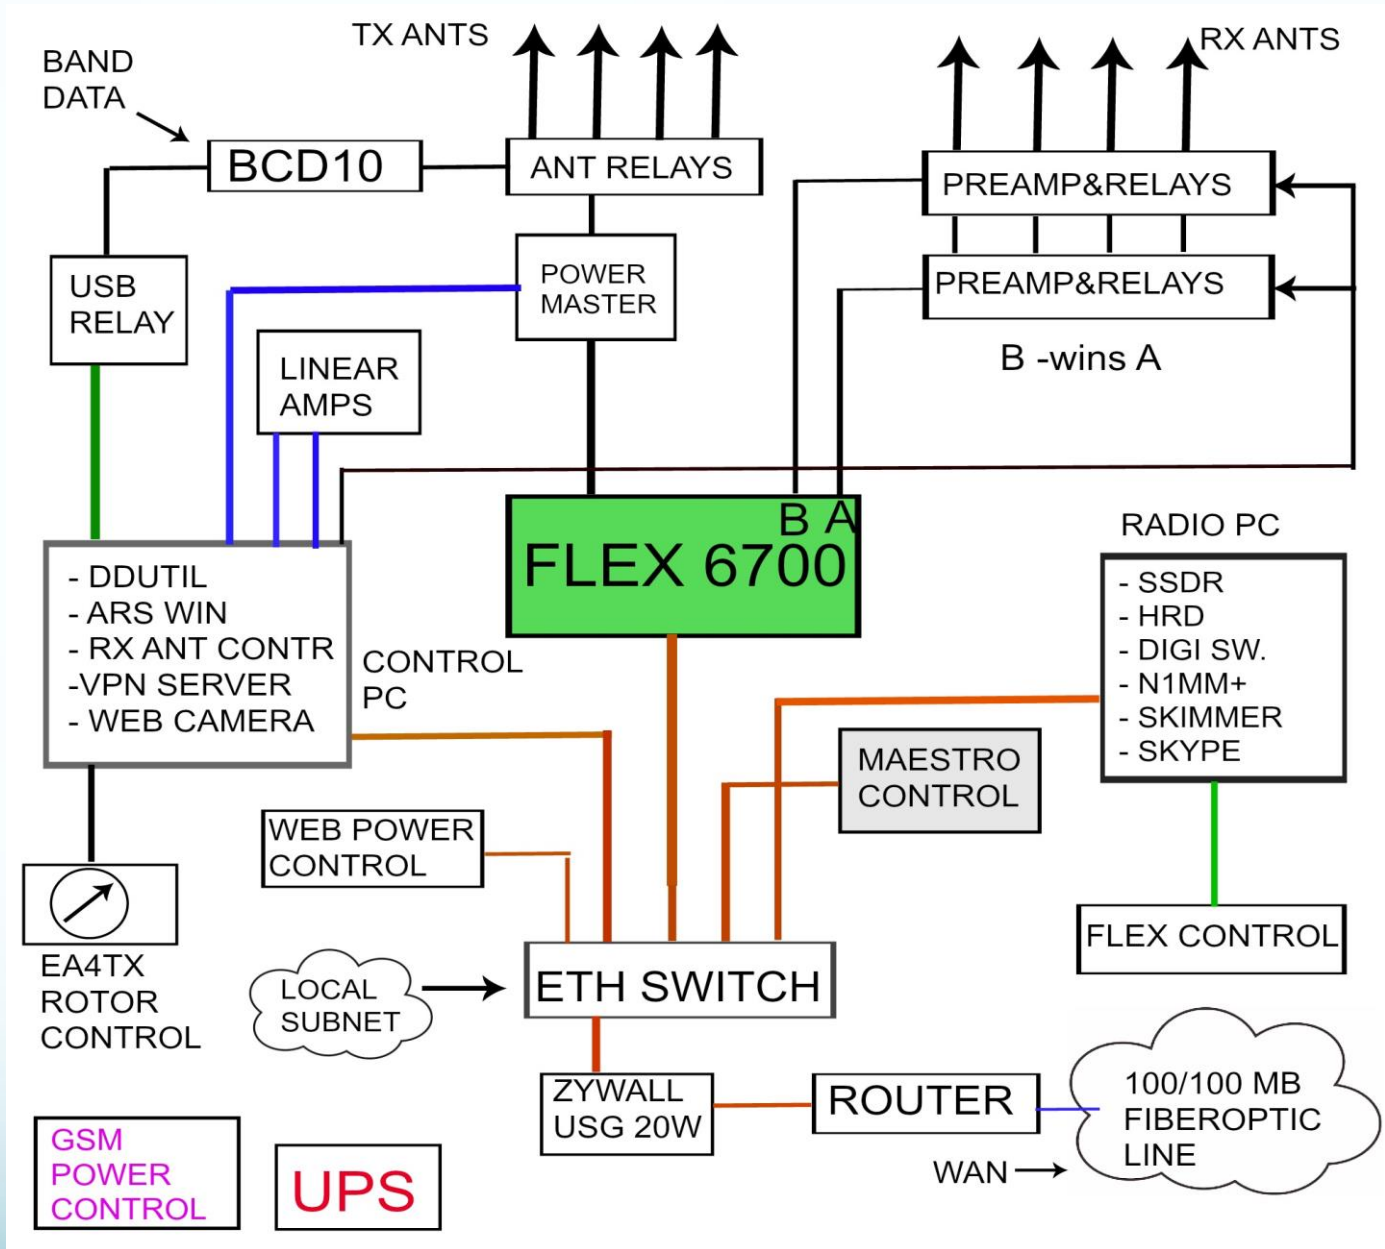 TX ANTS
RX ANTS
BAND
DATA
BCD10
ANT RELAYS
PREAMP&RELAYS
USB
RELAY
POWER
MASTER
PREAMP&RELAYS
B -wins A
LINEAR
AMPS
B A
FLEX 6700
RADIO PC
- DDUTIL
- ARS WIN
- RX ANT CONTR
-VPN SERVER
- WEB CAMERA
CONTROL
PC
- SSDR
- HRD
- DIGI SW.
- N1MM+
- SKIMMER
- SKYPE
MAESTRO
CONTROL
WEB POWER
CONTROL
FLEX CONTROL
EA4TX
ROTOR
CONTROL
LOCAL
SUBNET
ETH SWITCH
ZYWALL
USG 20W
ROUTER
100/100 MB
FIBEROPTIC
LINE
WAN
GSM
POWER
CONTROL
UPS